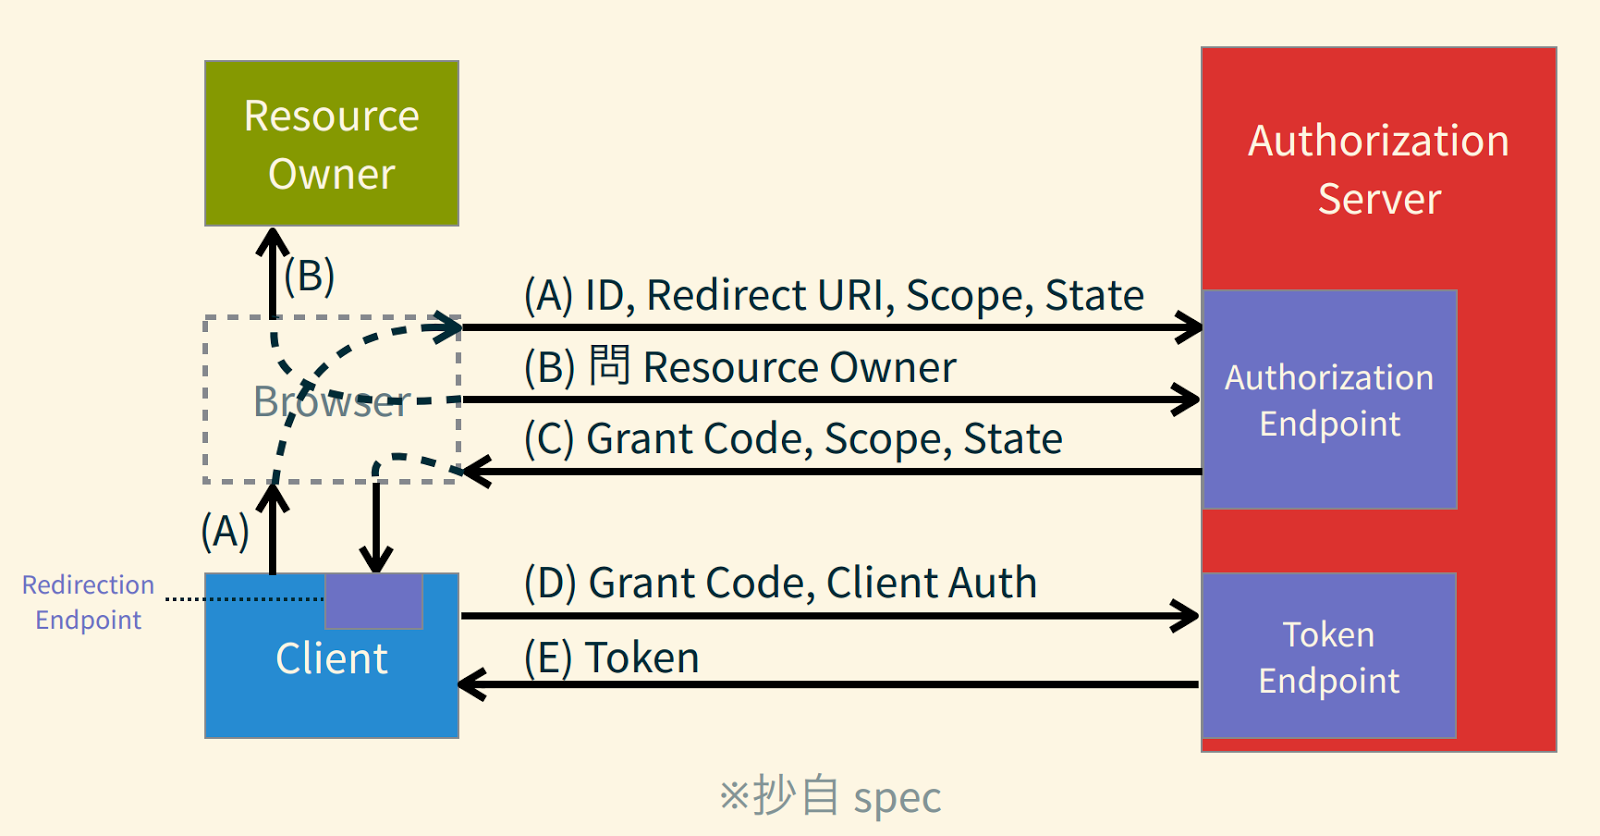 Resource
Owner
Authorization
Server
(B)
(A) ID, Redirect URI, Scope, State
(B) 問 Resource Owner
Browser
(C) Grant Code, Scope, State
Authorization
Endpoint
(A)
Redirection
Endpoint
Client
(D) Grant Code, Client Auth
(E) Token
Token
Endpoint
※抄自 spec